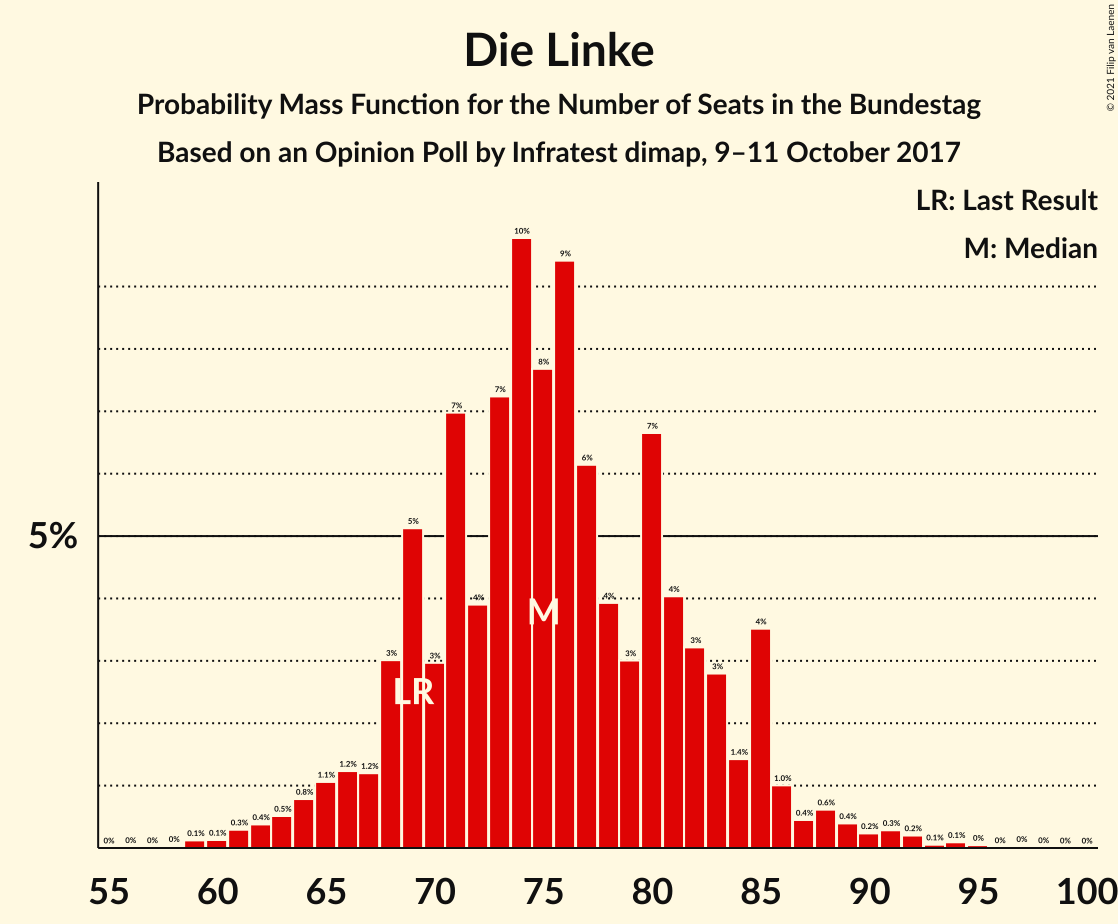 Die Linke
Probability Mass Function for the Number of Seats in the Bundestag
Based on an Opinion Poll by Infratest dimap, 9–11 October 2017
© 2021 Filip van Laenen
LR: Last Result
M: Median
5%
0% 0% 0% 0% 0.1% 0.1% 0.3% 0.4% 0.5% 0.8% 1.1% 1.2% 1.2% 3% 5% 3% 7% 4% 7% 10% 8% 9% 6% 4% 3% 7% 4% 3% 3% 1.4% 4% 1.0% 0.4% 0.6% 0.4% 0.2% 0.3% 0.2% 0.1% 0.1% 0% 0% 0% 0% 0% 0%
M
LR
55 60 65 70 75 80 85 90 95 100